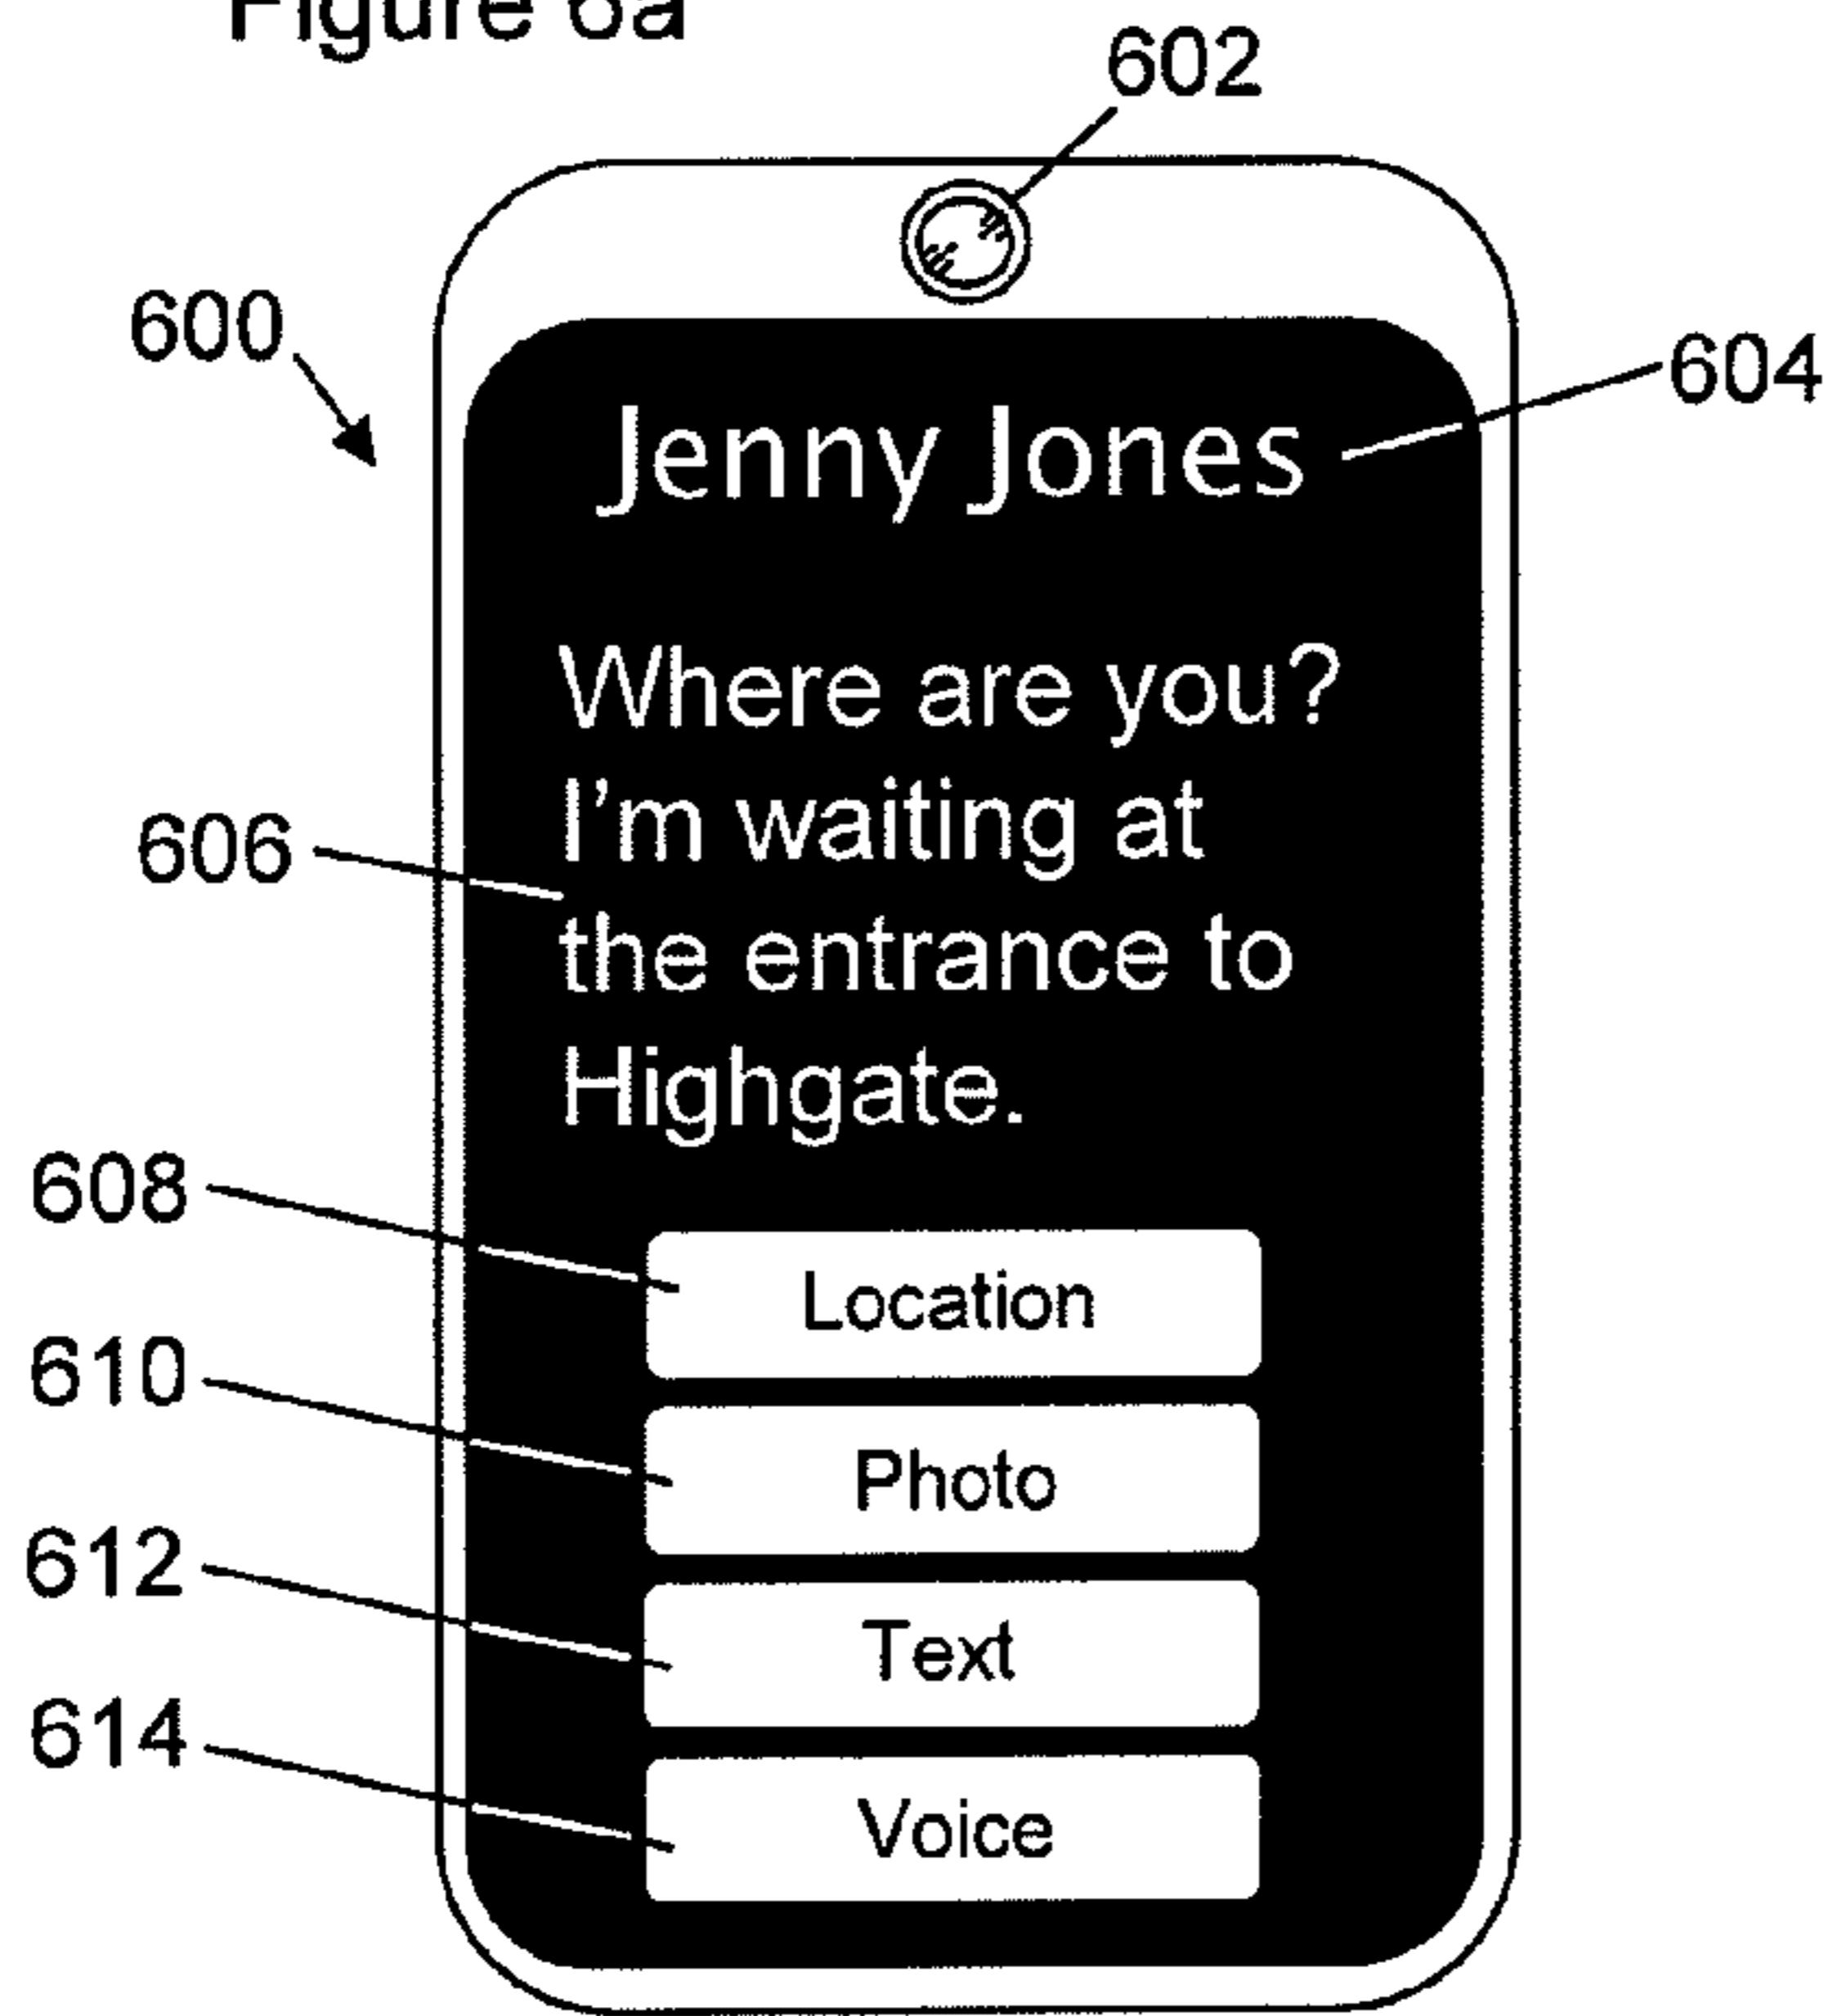 Figure 6a
602
600
604
Jenny Jones
Where are you?
I'm waiting at
606
the entrance to
Highgate.
608
Location
610
Photo
612
Text
614
Voice